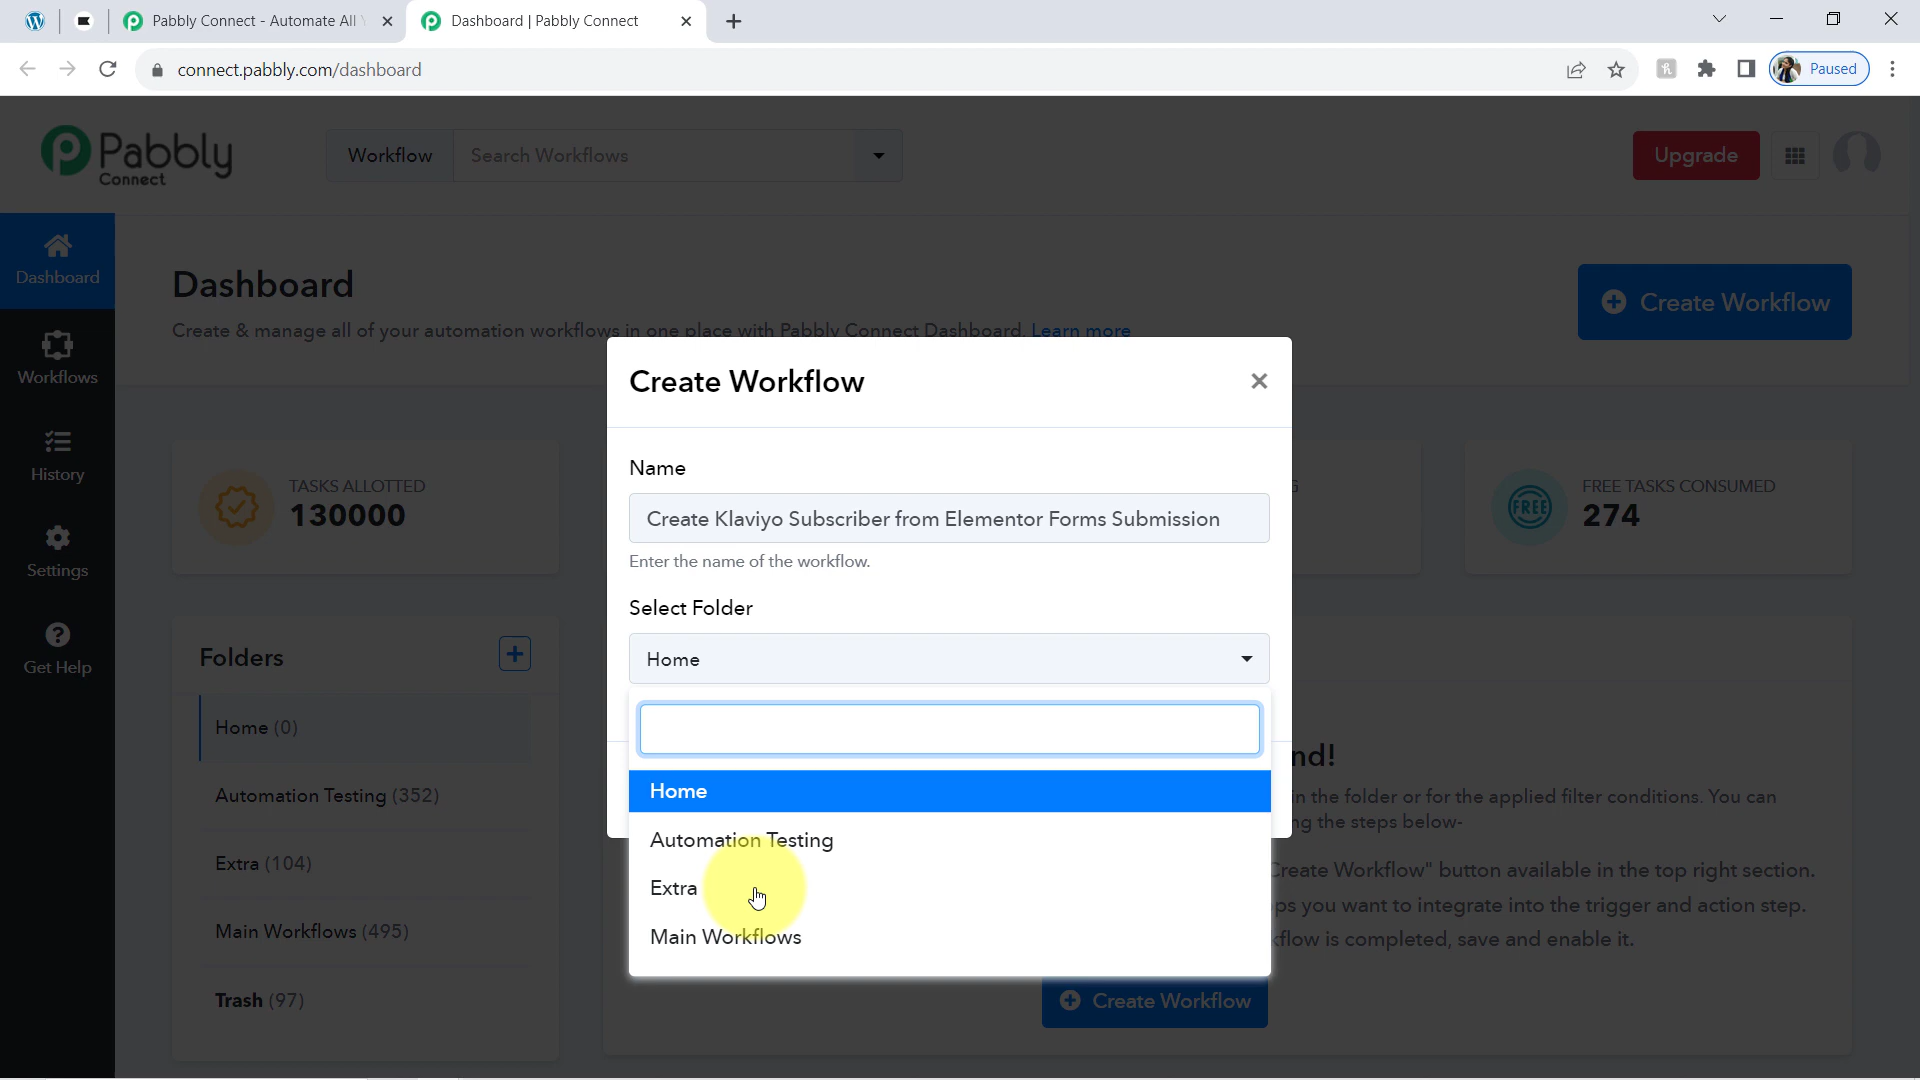 Pabbly Connect - Automate All Y
Dashboard | Pabbly Connect
connect.pabbly.com/dashboard
Paused
Pabbly
Connect
Workflow
Search Workflows
Upgrade
Dashboard
Workflows
History
Settings
Get Help
Dashboard
Create & manage all of your automation workflows in one place with Pabbly Connect Dashboard. Learn more
Create Workflow
TASKS ALLOTTED
130000
FREE
FREE TASKS CONSUMED
274
Folders
Home (0)
Automation Testing (352)
Extra (104)
Main Workflows (495)
Trash (97)
Create Workflow
Name
Create Klaviyo Subscriber from Elementor Forms Submission
Enter the name of the workflow.
Select Folder
Home
Home
Automation Testing
Extra
Main Workflows
nd!
in the folder or for the applied filter conditions. You can
ng the steps below-
Create Workflow" button available in the top right section.
ps you want to integrate into the trigger and action step.
kflow is completed, save and enable it.
Create Workflow